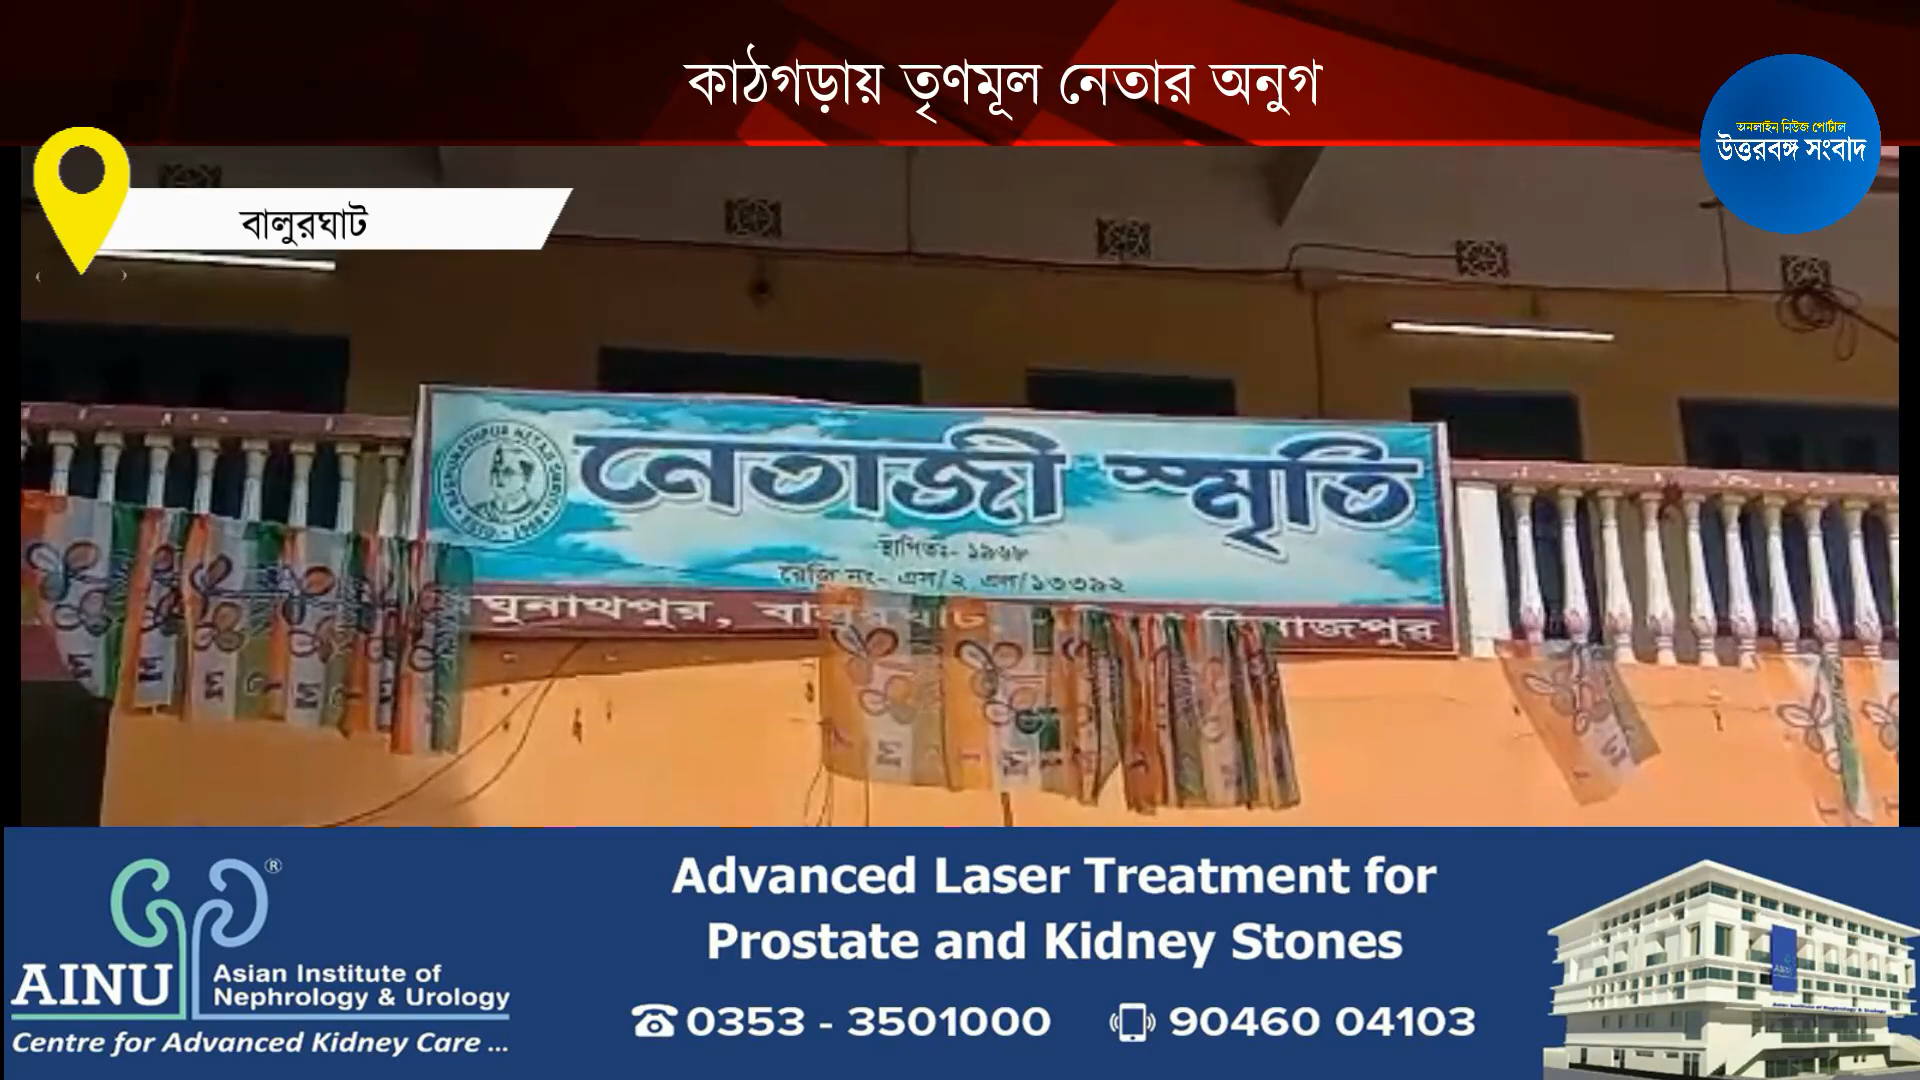 কাঠগড়ায় তৃণমূল নেতার অনুগ
অনলাইন নিউজ পোর্টাল
উত্তরবঙ্গ সংবাদ
বালুরঘাট
নেতাজী স্মৃতি
স্থাপিতঃ- ১৯৬৮
রেজি নং- এস/২ এল/১৩৩৯২
রঘুনাথপুর,
Advanced Laser Treatment for
Prostate and Kidney Stones
0353 - 3501000 90460 04103
AINU
Asian Institute of
Nephrology & Urology
Centre for Advanced Kidney Care ...